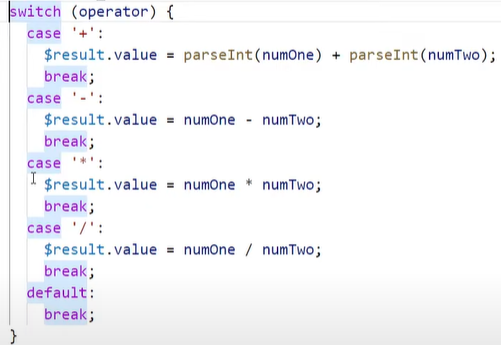 switch (operator) {
case '+':
$result.value = parseInt(numOne) + parseInt(numTwo);
break;
case '-':
$result.value = numOne - numTwo;
break;
case '*':
$result.value = numOne * numTwo;
break;
case '/':
$result.value = numOne / numTwo;
break;
default:
break;
}